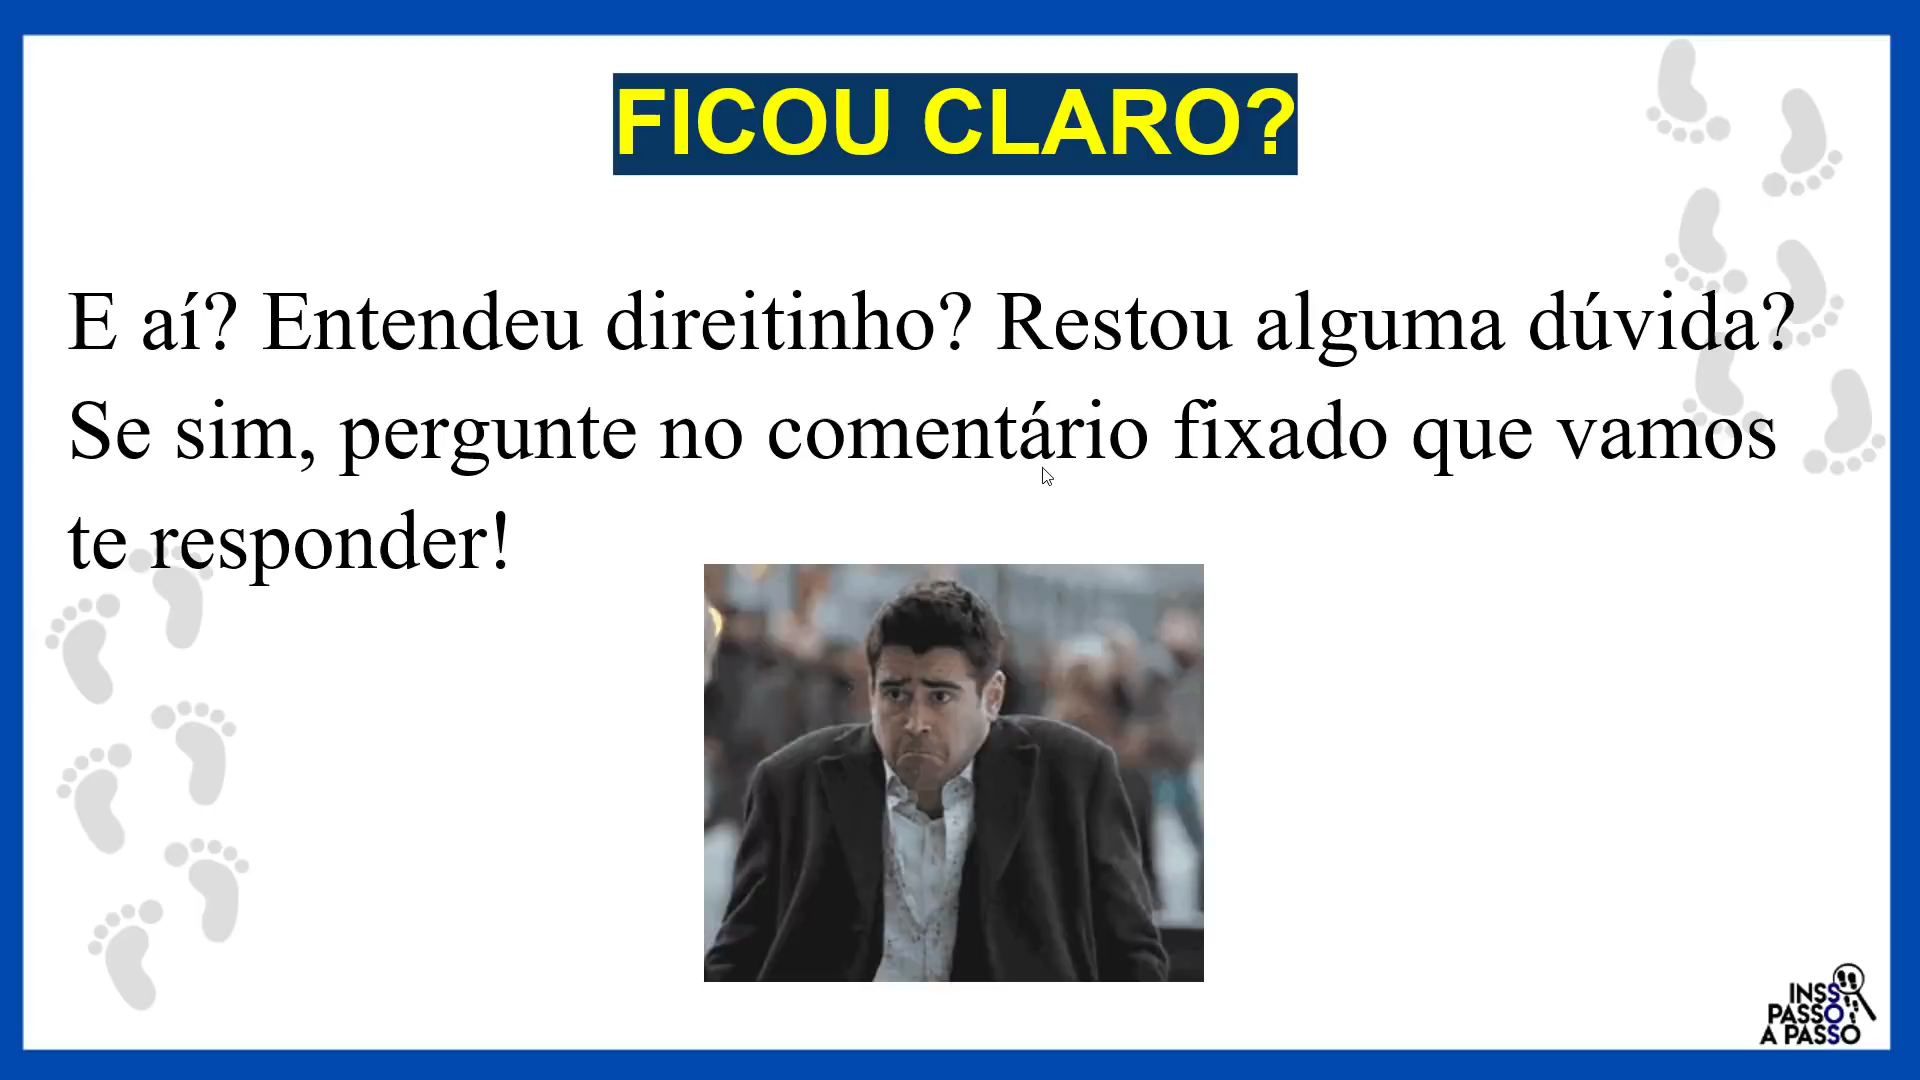 FICOU CLARO?
E aí? Entendeu direitinho? Restou alguma dúvida?
Se sim, pergunte no comentário fixado que vamos
te responder!
INSS
PASSO
A PASSO